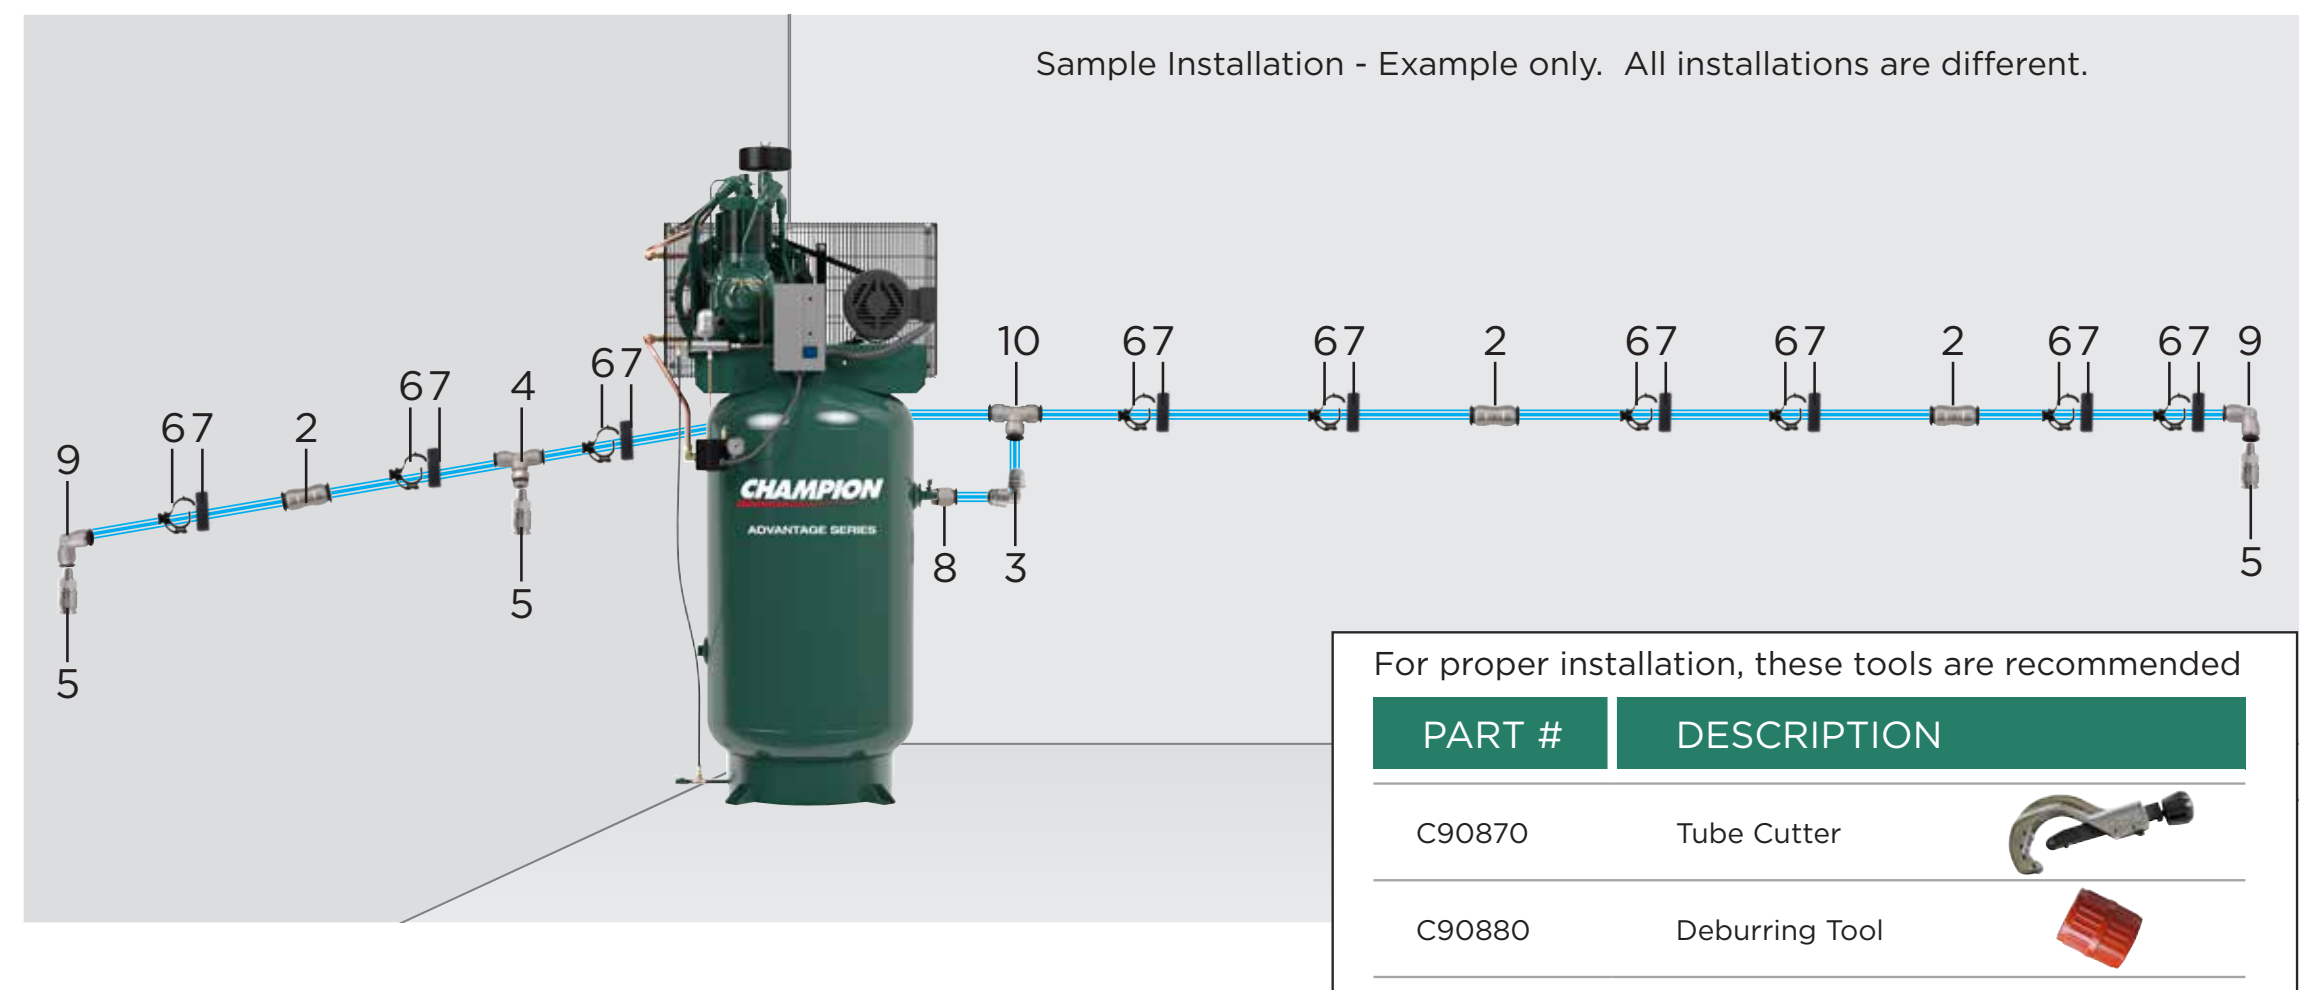 Sample Installation - Example only. All installations are different.
10 67 67 2 67 67 2 67 67 9
9 67 2 67 4 67
CHAMPION
ADVANTAGE SERIES
8 3 5
5 5
For proper installation, these tools are recommended
PART # DESCRIPTION
C90870 Tube Cutter
C90880 Deburring Tool